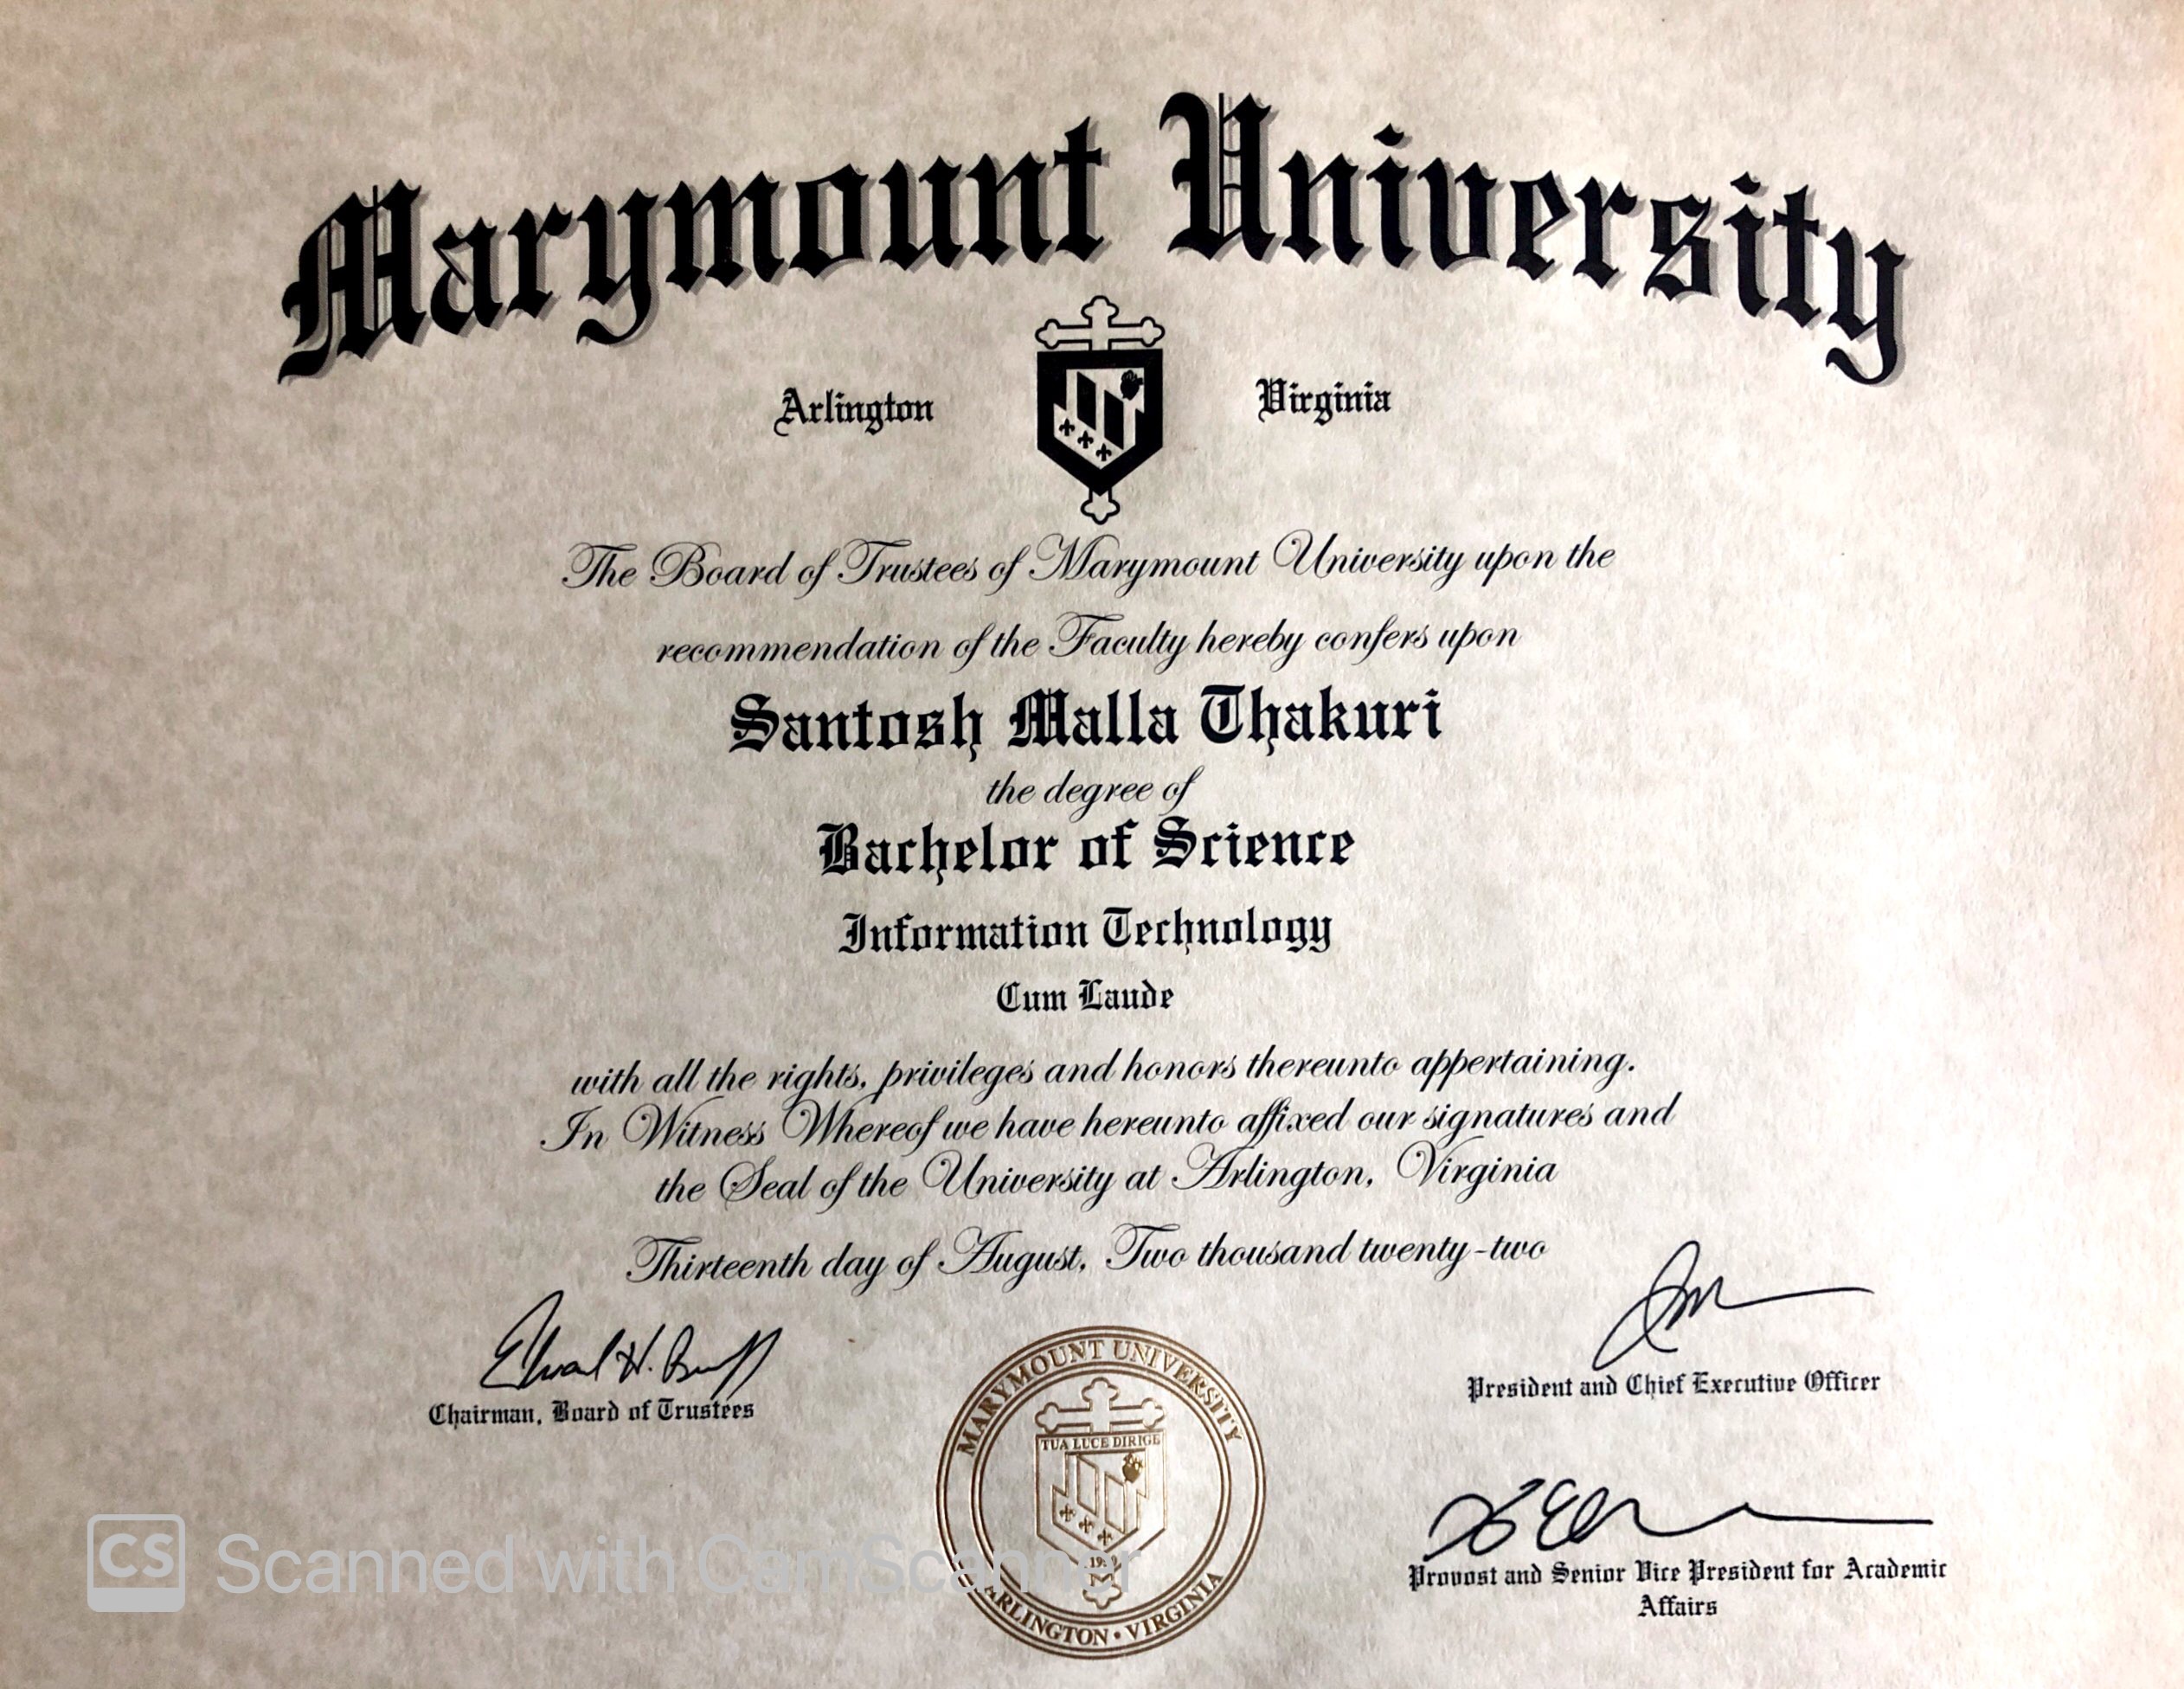 Marymount University
Arlington Virginia
The Board of Trustees of Marymount University upon the
recommendation of the Faculty hereby confers upon
Santosh Malla Thakuri
the degree of
Bachelor of Science
Information Technology
Cum Laude
with all the rights, privileges and honors thereunto appertaining.
In Witness Whereof we have hereunto affixed our signatures and
the Seal of the University at Arlington, Virginia
Thirteenth day of August, Two thousand twenty-two
Chairman, Board of Trustees
President and Chief Executive Officer
MARYMOUNT UNIVERSITY
TUA LUCE DIRIGE
ARLINGTON • VIRGINIA
Provost and Senior Vice President for Academic
Affairs
CS Scanned with CamScanner